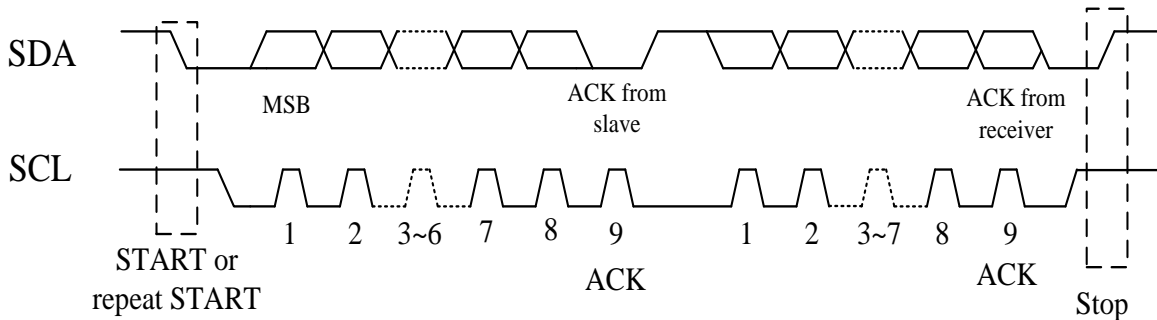 SDA
MSB
ACK from
slave
ACK from
receiver
SCL
1 2 3~6 7 8 9 1 2 3~7 8 9
START or
repeat START
ACK
ACK
Stop